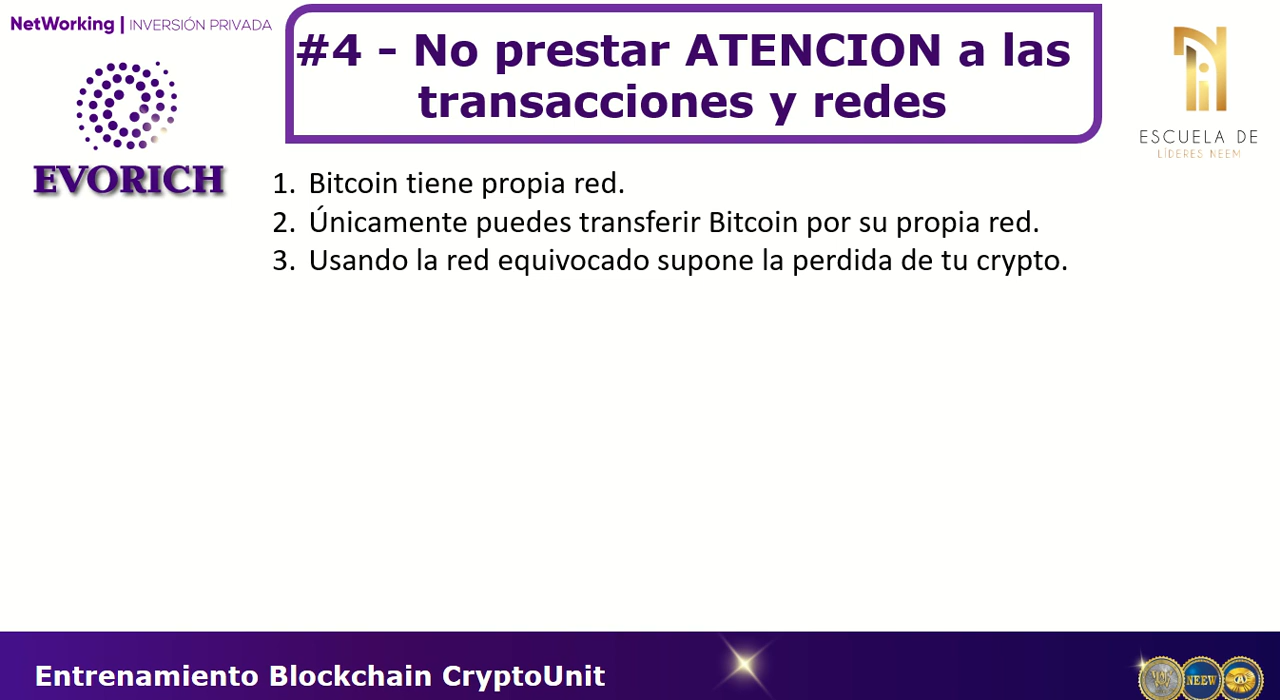 NetWorking | INVERSIÓN PRIVADA
#4 - No prestar ATENCION a las
transacciones y redes
EVORICH
ESCUELA DE
LÍDERES NEEM
1. Bitcoin tiene propia red.
2. Únicamente puedes transferir Bitcoin por su propia red.
3. Usando la red equivocado supone la perdida de tu crypto.
Entrenamiento Blockchain CryptoUnit
NEEW